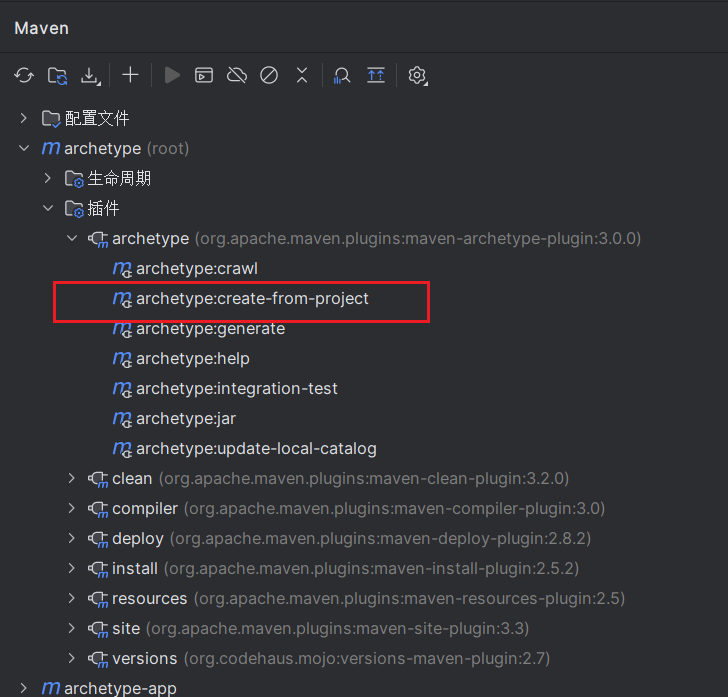 Maven
配置文件
archetype (root)
生命周期
插件
archetype (org.apache.maven.plugins:maven-archetype-plugin:3.0.0)
archetype:crawl
archetype:create-from-project
archetype:generate
archetype:help
archetype:integration-test
archetype:jar
archetype:update-local-catalog
clean (org.apache.maven.plugins:maven-clean-plugin:3.2.0)
compiler (org.apache.maven.plugins:maven-compiler-plugin:3.0)
deploy (org.apache.maven.plugins:maven-deploy-plugin:2.8.2)
install (org.apache.maven.plugins:maven-install-plugin:2.5.2)
resources (org.apache.maven.plugins:maven-resources-plugin:2.5)
site (org.apache.maven.plugins:maven-site-plugin:3.3)
versions (org.codehaus.mojo:versions-maven-plugin:2.7)
archetype-app